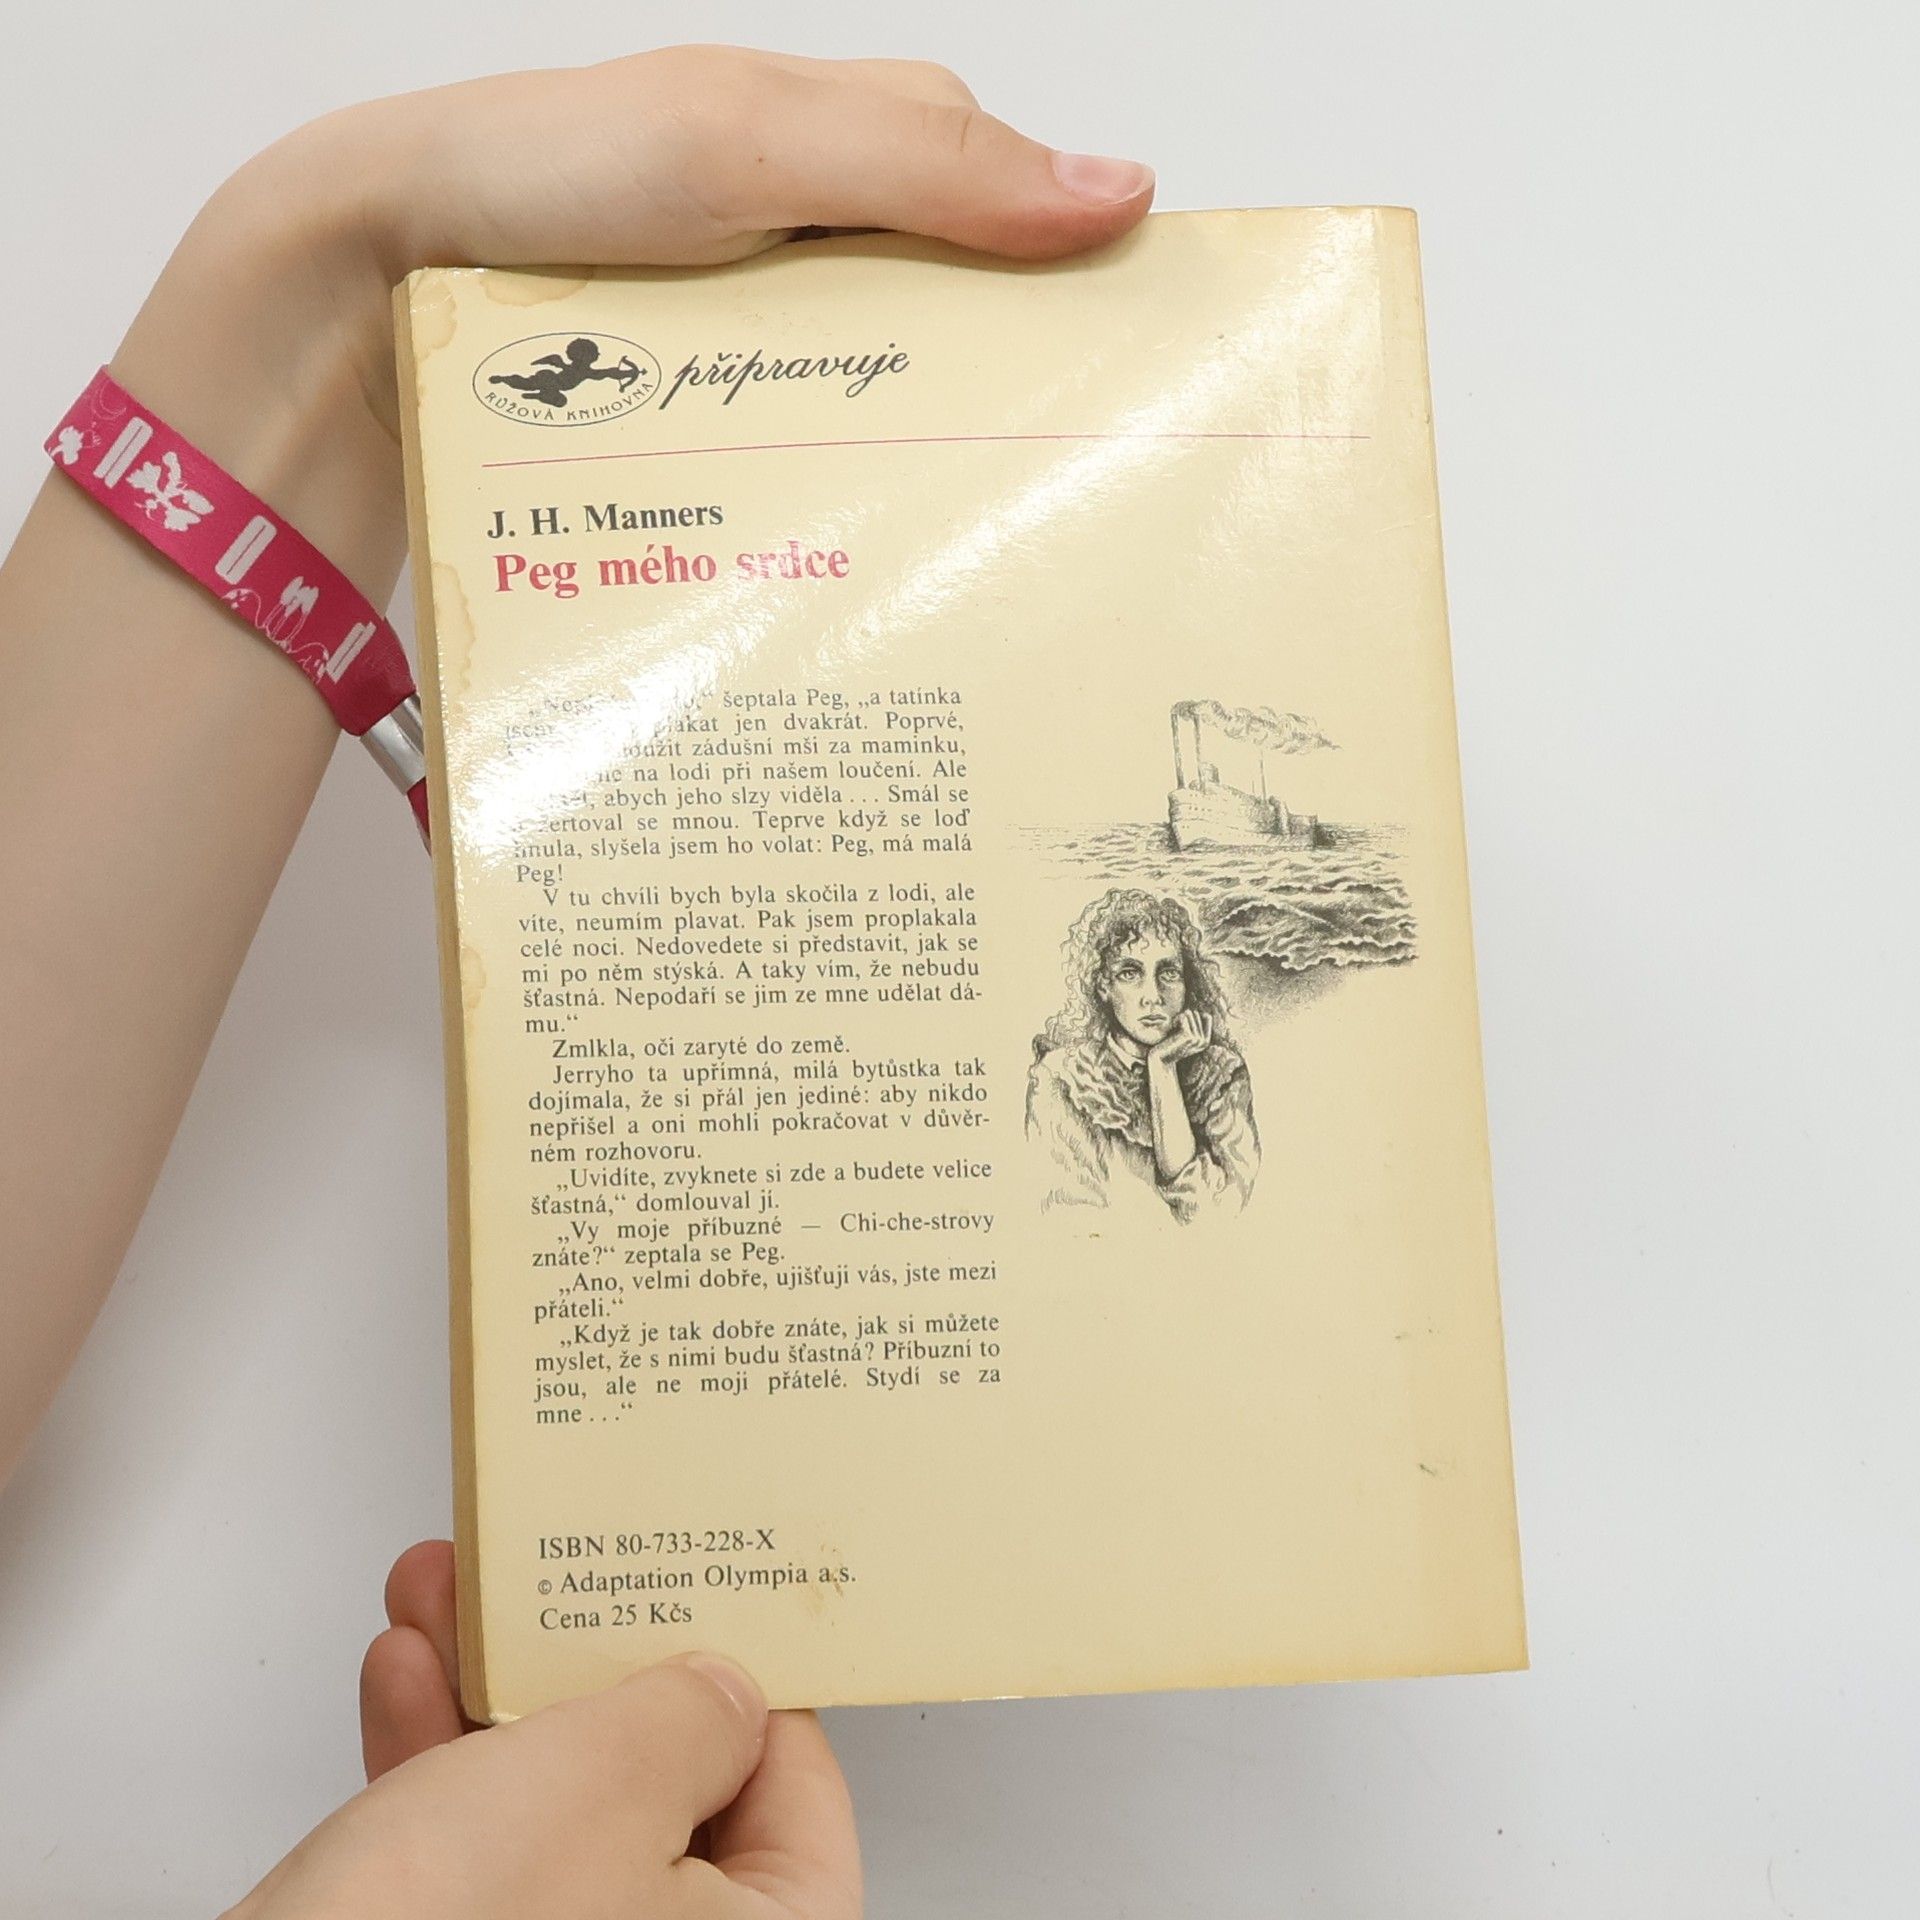 RŮŽOVÁ KNIHOVNA
připravuje
J. H. Manners
Peg mého srdce
šeptala Peg, „a tatínka
plakat jen dvakrát. Poprvé,
zádušní mši za maminku,
na lodi při našem loučení. Ale
abych jeho slzy viděla . . . Smál se
žertoval se mnou. Teprve když se loď
hnula, slyšela jsem ho volat: Peg, má malá
Peg!
V tu chvíli bych byla skočila z lodi, ale
víte, neumím plavat. Pak jsem proplakala
celé noci. Nedovedete si představit, jak se
mi po něm stýská. A taky vím, že nebudu
šťastná. Nepodaří se jim ze mne udělat dá-
mu.“
Zmlkla, oči zaryté do země.
Jerryho ta upřímná, milá bytůstka tak
dojímala, že si přál jen jediné: aby nikdo
nepřišel a oni mohli pokračovat v důvěr-
ném rozhovoru.
„Uvidíte, zvyknete si zde a budete velice
šťastná,“ domlouval jí.
„Vy moje příbuzné — Chi-che-strovy
znáte?“ zeptala se Peg.
„Ano, velmi dobře, ujišťuji vás, jste mezi
přáteli.“
„Když je tak dobře znáte, jak si můžete
myslet, že s nimi budu šťastná? Příbuzní to
jsou, ale ne moji přátelé. Stydí se za
mne . . .“
ISBN 80-733-228-X
© Adaptation Olympia a.s.
Cena 25 Kčs